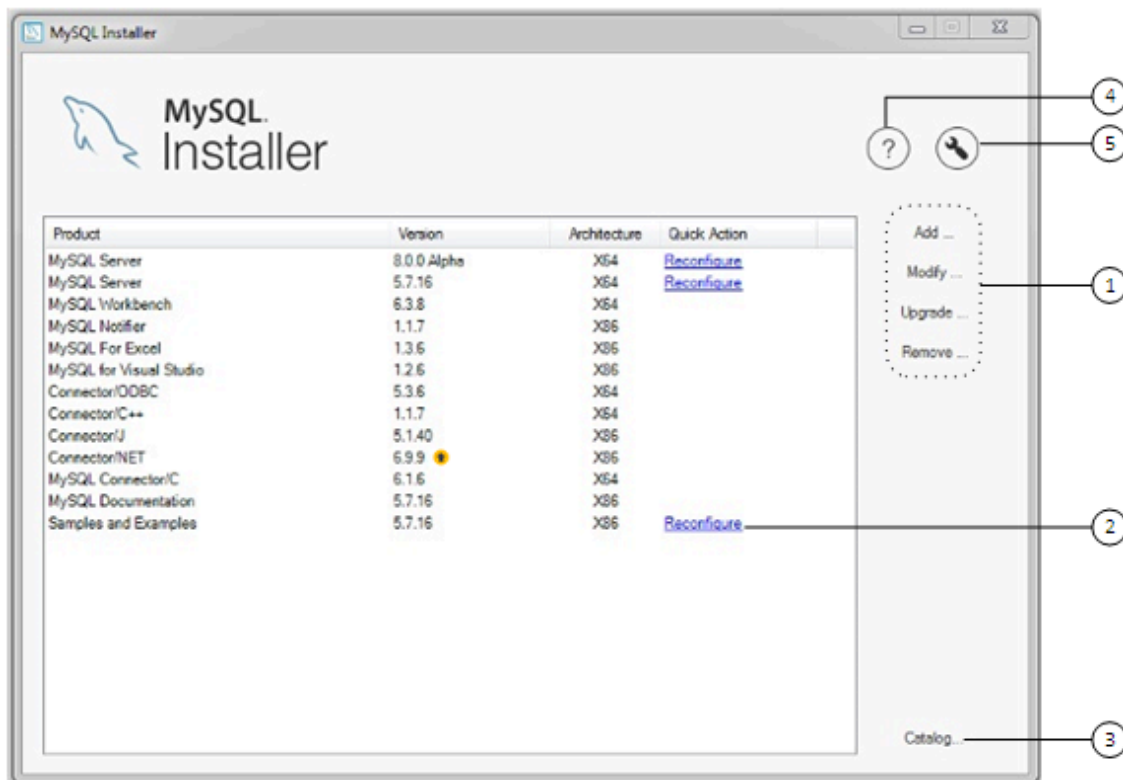 MySQL Installer
MySQL.
Installer
4
?
5
Product Version Architecture Quick Action
MySQL Server 8.0.0 Alpha X64 Reconfigure
MySQL Server 5.7.16 X64 Reconfigure
MySQL Workbench 6.3.8 X64
MySQL Notifier 1.1.7 X86
MySQL For Excel 1.3.6 X86
MySQL for Visual Studio 1.2.6 X86
Connector/ODBC 5.3.6 X64
Connector/C++ 1.1.7 X64
Connector/J 5.1.40 X86
Connector/NET 6.9.9 X86
MySQL Connector/C 6.1.6 X64
MySQL Documentation 5.7.16 X86
Samples and Examples 5.7.16 X86 Reconfigure
Add ...
Modify ...
Upgrade ...
Remove ...
1
2
Catalog...
3